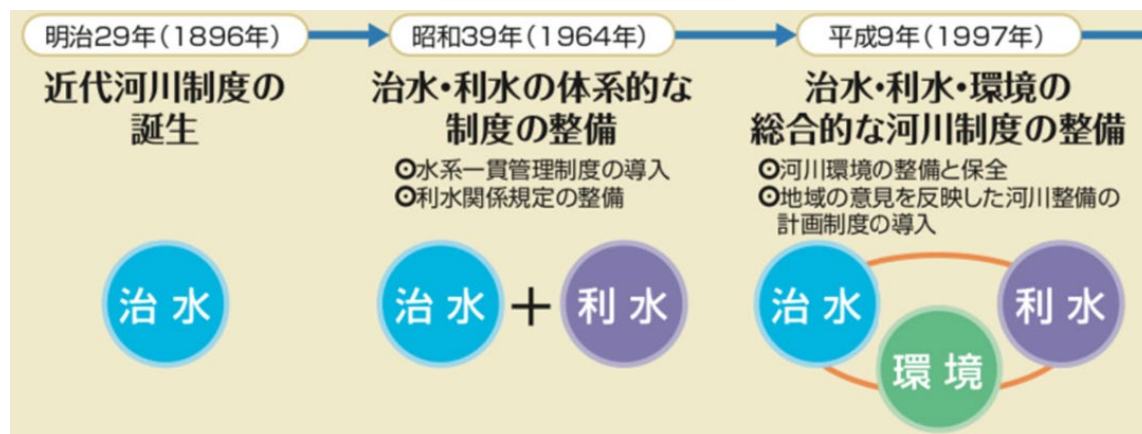 明治29年(1896年)
近代河川制度の
誕生
治水
昭和39年(1964年)
治水・利水の体系的な
制度の整備
⊙水系一貫管理制度の導入
⊙利水関係規定の整備
治水+利水
平成9年(1997年)
治水・利水・環境の
総合的な河川制度の整備
⊙河川環境の整備と保全
⊙地域の意見を反映した河川整備の
計画制度の導入
治水
利水
環境